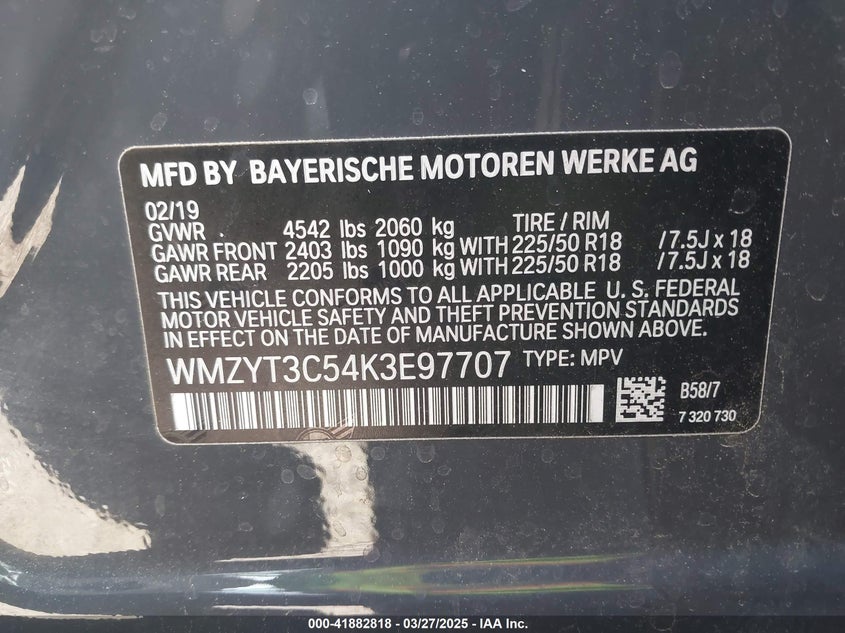 MFD BY BAYERISCHE MOTOREN WERKE AG
02/19
GVWR 4542 lbs 2060 kg TIRE / RIM
GAWR FRONT 2403 lbs 1090 kg WITH 225/50 R18 / 7.5J x 18
GAWR REAR 2205 lbs 1000 kg WITH 225/50 R18 / 7.5J x 18
THIS VEHICLE CONFORMS TO ALL APPLICABLE U. S. FEDERAL
MOTOR VEHICLE SAFETY AND THEFT PREVENTION STANDARDS
IN EFFECT ON THE DATE OF MANUFACTURE SHOWN ABOVE.
WMZYT3C54K3E97707 TYPE: MPV
B58/7
7 320 730
000-41882818 - 03/27/2025 - IAA Inc.